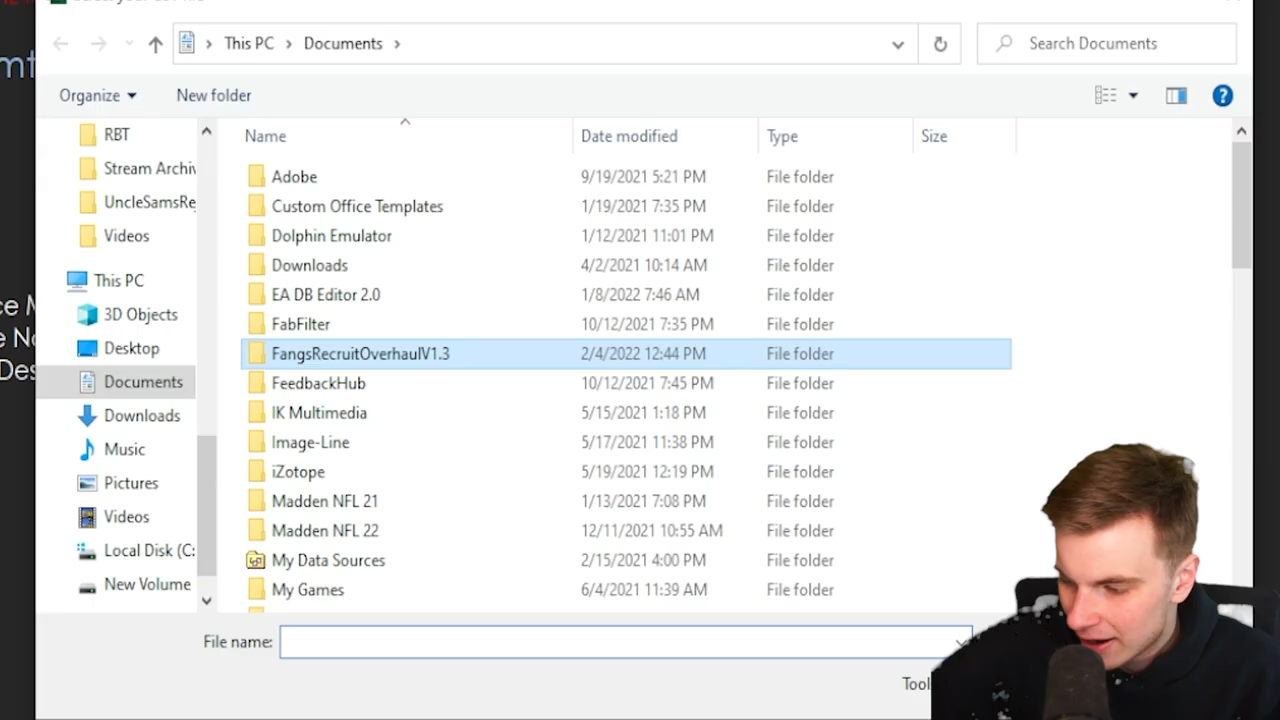 This PC > Documents >
Search Documents
Organize
New folder
Name
Date modified
Type
Size
RBT
Stream Archiv
UncleSamsRe
Videos
This PC
3D Objects
Desktop
Documents
Downloads
Music
Pictures
Videos
Local Disk (C:
New Volume
Adobe 9/19/2021 5:21 PM File folder
Custom Office Templates 1/19/2021 7:35 PM File folder
Dolphin Emulator 1/12/2021 11:01 PM File folder
Downloads 4/2/2021 10:14 AM File folder
EA DB Editor 2.0 1/8/2022 7:46 AM File folder
FabFilter 10/12/2021 7:35 PM File folder
FangsRecruitOverhaulV1.3 2/4/2022 12:44 PM File folder
FeedbackHub 10/12/2021 7:45 PM File folder
IK Multimedia 5/15/2021 1:18 PM File folder
Image-Line 5/17/2021 11:38 PM File folder
iZotope 5/19/2021 12:19 PM File folder
Madden NFL 21 1/13/2021 7:08 PM File folder
Madden NFL 22 12/11/2021 10:55 AM File folder
My Data Sources 2/15/2021 4:00 PM File folder
My Games 6/4/2021 11:39 AM File folder
File name:
Tool